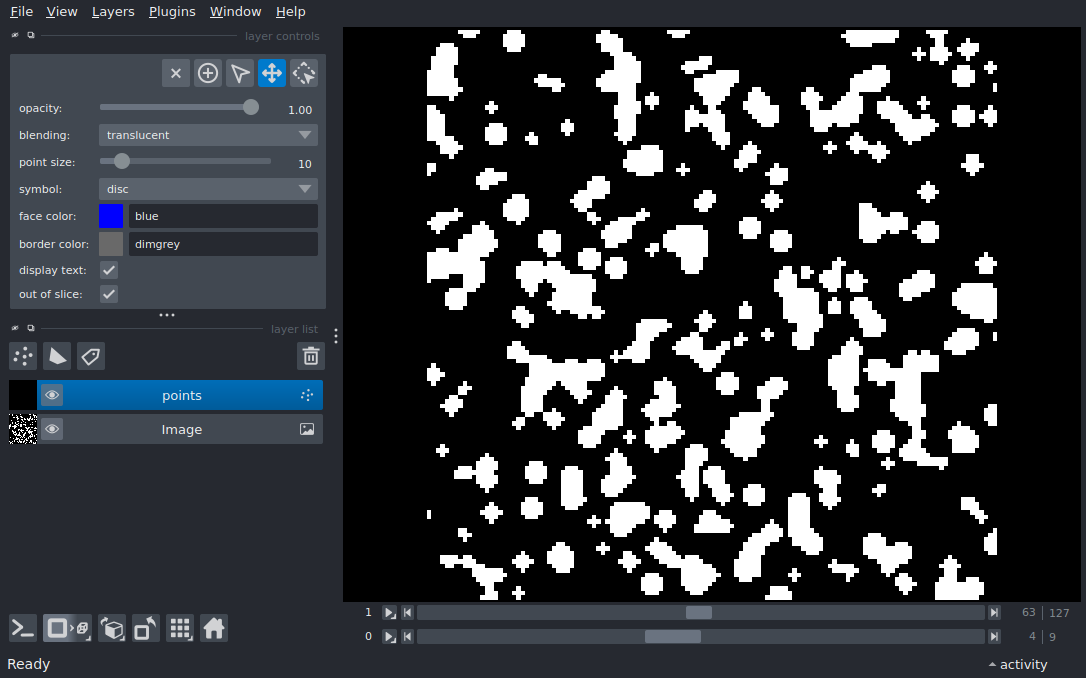 File View Layers Plugins Window Help
layer controls
opacity: 1.00
blending: translucent
point size: 10
symbol: disc
face color: blue
border color: dimgrey
display text:
out of slice:
layer list
points
Image
1 63 127
0 4 9
Ready activity